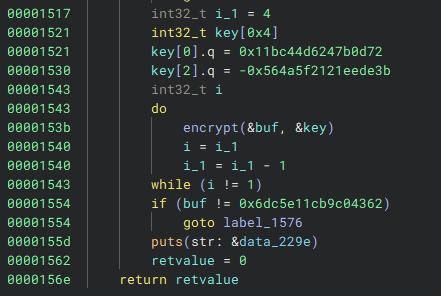 00001517 int32_t i_1 = 4
00001521 int32_t key[0x4]
00001521 key[0].q = 0x11bc44d6247b0d72
00001530 key[2].q = -0x564a5f2121eede3b
00001543 int32_t i
00001543 do
0000153b encrypt(&buf, &key)
00001540 i = i_1
00001540 i_1 = i_1 - 1
00001543 while (i != 1)
00001554 if (buf != 0x6dc5e11cb9c04362)
00001554 goto label_1576
0000155d puts(str: &data_229e)
00001562 retvalue = 0
0000156e return retvalue